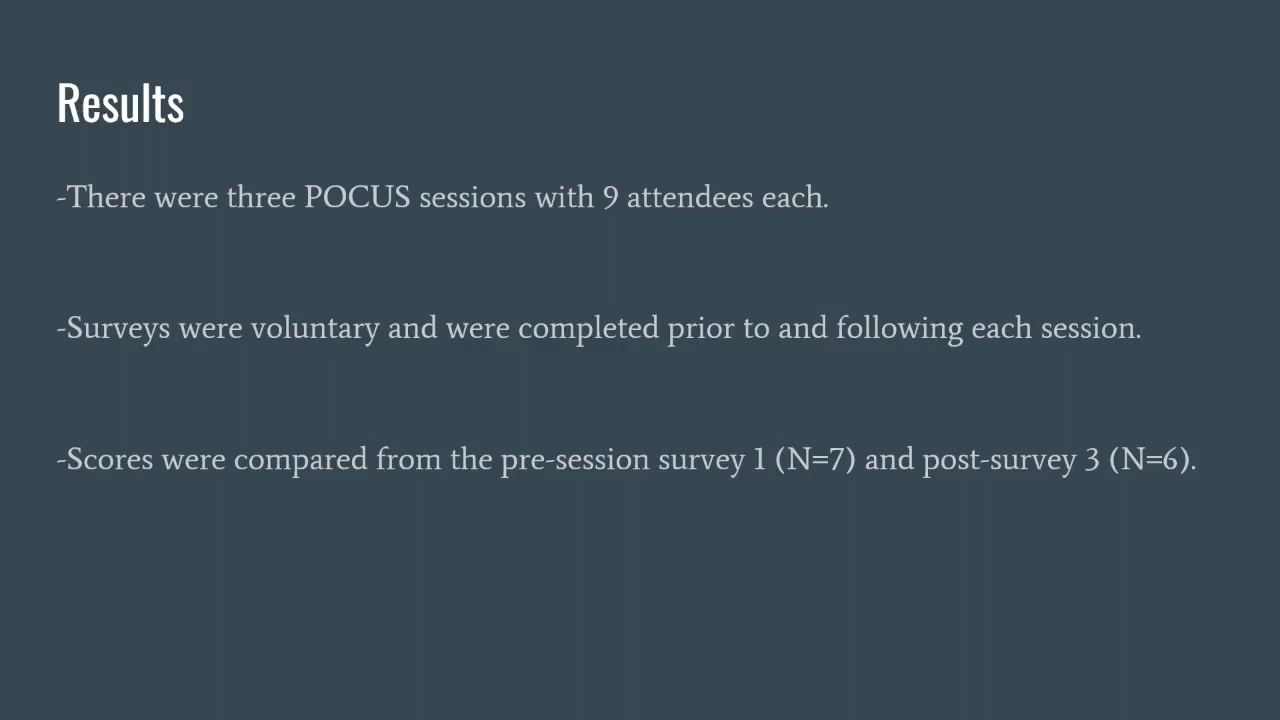 Results
-There were three POCUS sessions with 9 attendees each.
-Surveys were voluntary and were completed prior to and following each session.
-Scores were compared from the pre-session survey 1 (N=7) and post-survey 3 (N=6).